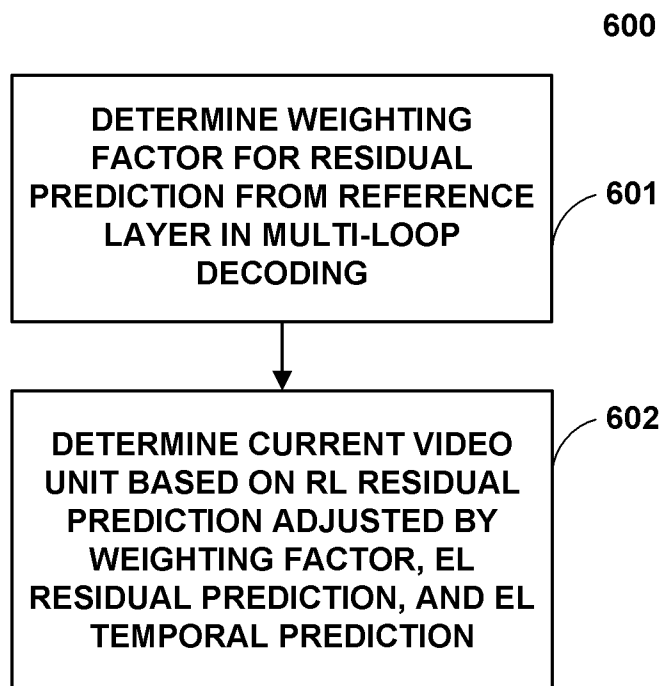 600
DETERMINE WEIGHTING
FACTOR FOR RESIDUAL
PREDICTION FROM REFERENCE
LAYER IN MULTI-LOOP
DECODING
601
DETERMINE CURRENT VIDEO
UNIT BASED ON RL RESIDUAL
PREDICTION ADJUSTED BY
WEIGHTING FACTOR, EL
RESIDUAL PREDICTION, AND EL
TEMPORAL PREDICTION
602